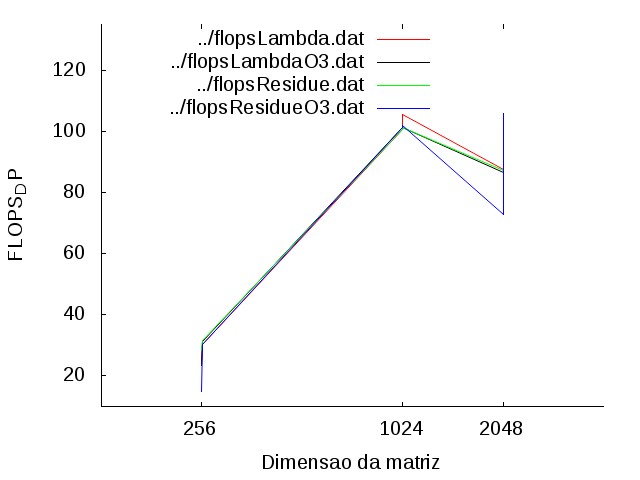 ../flopsLambda.dat
../flopsLambdaO3.dat
../flopsResidue.dat
../flopsResidueO3.dat
120
100
80
60
40
20
FLOPS_DP
256 1024 2048
Dimensao da matriz